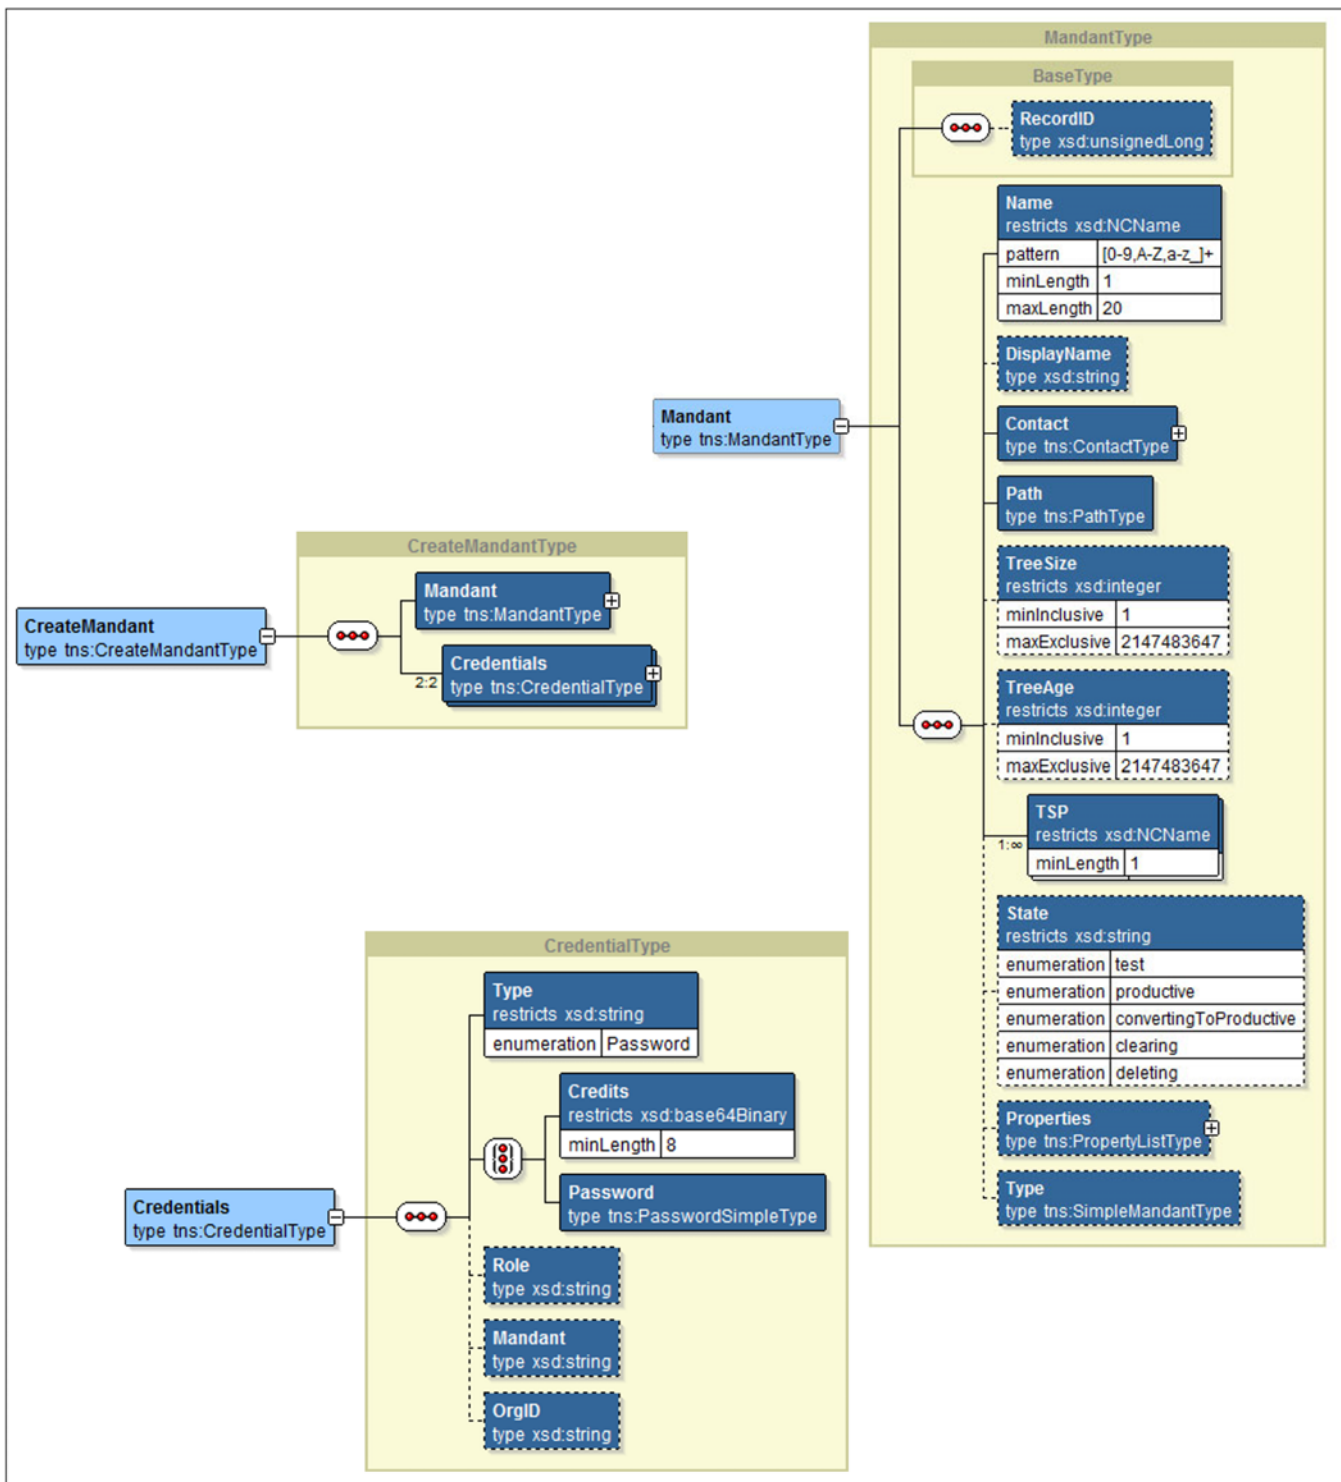 MandantType
BaseType
RecordID
type xsd:unsignedLong
Name
restricts xsd:NCName
pattern [0-9,A-Z,a-z_]+
minLength 1
maxLength 20
DisplayName
type xsd:string
Mandant
type tns:MandantType
Contact
type tns:ContactType
Path
type tns:PathType
TreeSize
restricts xsd:integer
minInclusive 1
maxExclusive 2147483647
TreeAge
restricts xsd:integer
minInclusive 1
maxExclusive 2147483647
1:∞
TSP
restricts xsd:NCName
minLength 1
State
restricts xsd:string
enumeration test
enumeration productive
enumeration convertingToProductive
enumeration clearing
enumeration deleting
Properties
type tns:PropertyListType
Type
type tns:SimpleMandantType
CreateMandantType
CreateMandant
type tns:CreateMandantType
Mandant
type tns:MandantType
2:2
Credentials
type tns:CredentialType
CredentialType
Credentials
type tns:CredentialType
Type
restricts xsd:string
enumeration Password
Credits
restricts xsd:base64Binary
minLength 8
Password
type tns:PasswordSimpleType
Role
type xsd:string
Mandant
type xsd:string
OrgID
type xsd:string